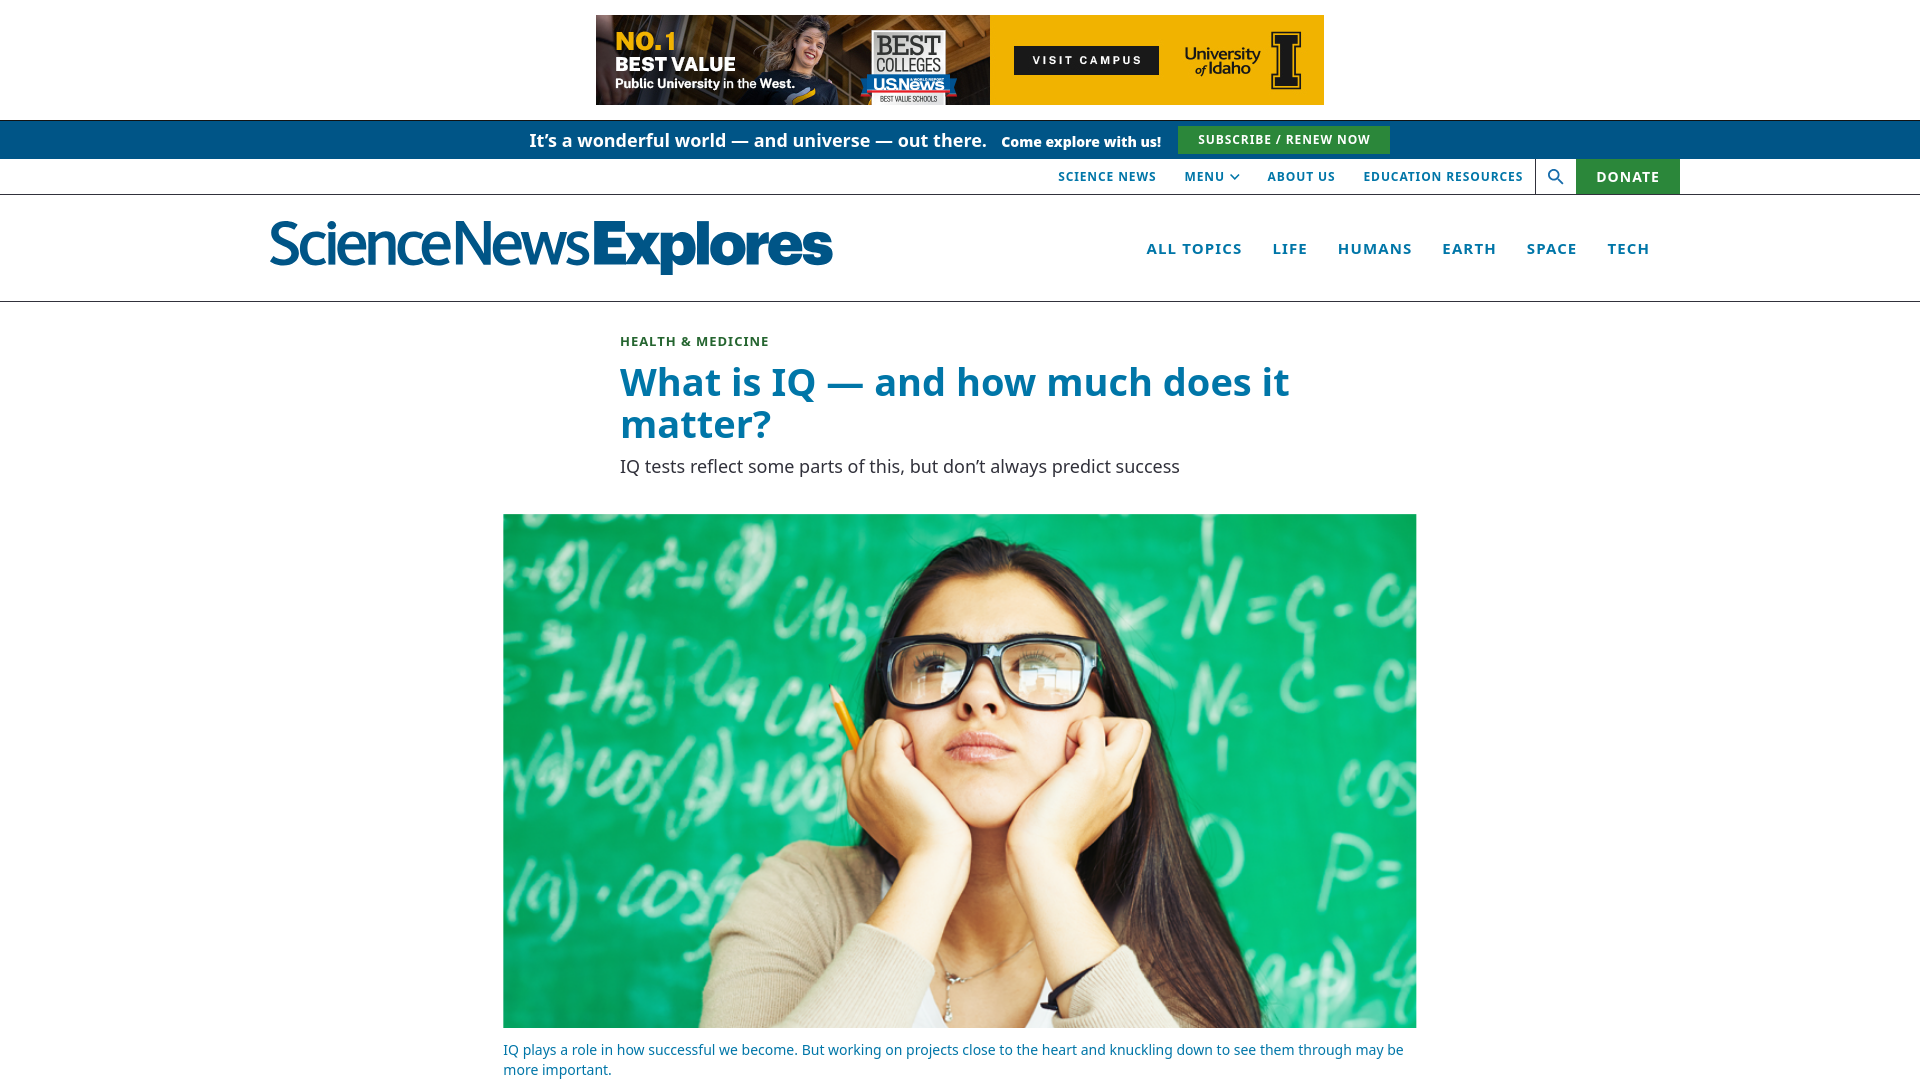 NO.1
BEST VALUE
Public University in the West.
BEST
COLLEGES
U.S.News
BEST VALUE SCHOOLS
VISIT CAMPUS
University
of Idaho
I
It’s a wonderful world — and universe — out there. Come explore with us! SUBSCRIBE / RENEW NOW
SCIENCE NEWS MENU ABOUT US EDUCATION RESOURCES DONATE
ScienceNewsExplores
ALL TOPICS LIFE HUMANS EARTH SPACE TECH
HEALTH & MEDICINE
What is IQ — and how much does it
matter?
IQ tests reflect some parts of this, but don’t always predict success
N = C - C
P =
IQ plays a role in how successful we become. But working on projects close to the heart and knuckling down to see them through may be
more important.